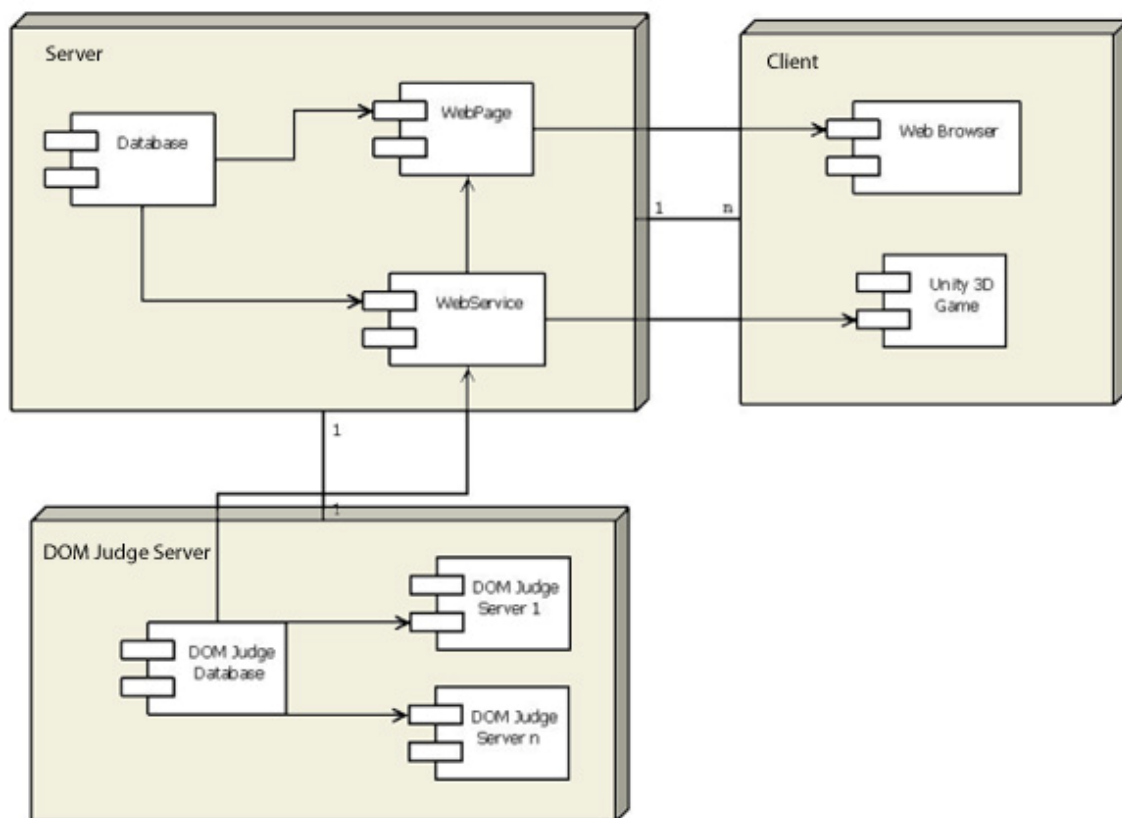 Server
Database
WebPage
WebService
Client
Web Browser
Unity 3D
Game
1
n
1
1
DOM Judge Server
DOM Judge
Database
DOM Judge
Server 1
DOM Judge
Server n